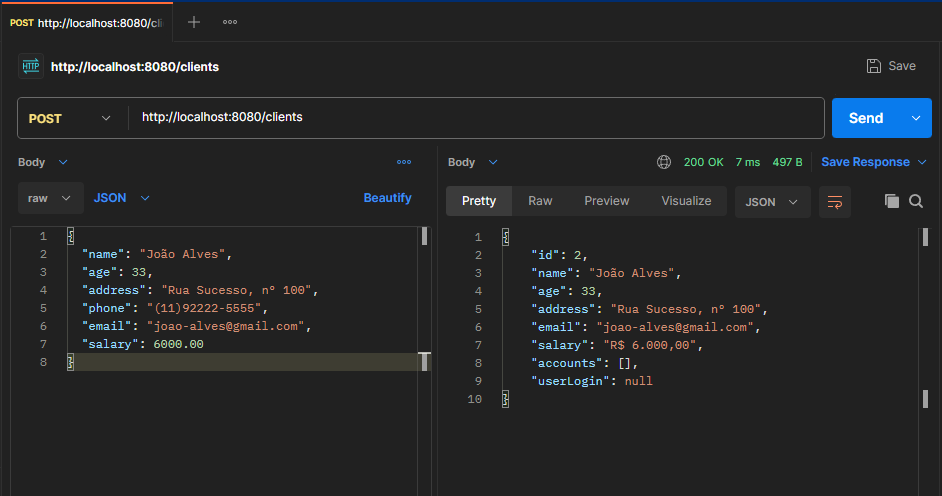 POST http://localhost:8080/cli
HTTP http://localhost:8080/clients
Save
POST http://localhost:8080/clients
Send
Body
raw JSON Beautify
1 {
2 "name": "João Alves",
3 "age": 33,
4 "address": "Rua Sucesso, nº 100",
5 "phone": "(11)92222-5555",
6 "email": "joao-alves@gmail.com",
7 "salary": 6000.00
8 }
Body 200 OK 7 ms 497 B Save Response
Pretty Raw Preview Visualize JSON
1 {
2 "id": 2,
3 "name": "João Alves",
4 "age": 33,
5 "address": "Rua Sucesso, nº 100",
6 "email": "joao-alves@gmail.com",
7 "salary": "R$ 6.000,00",
8 "accounts": [],
9 "userLogin": null
10 }